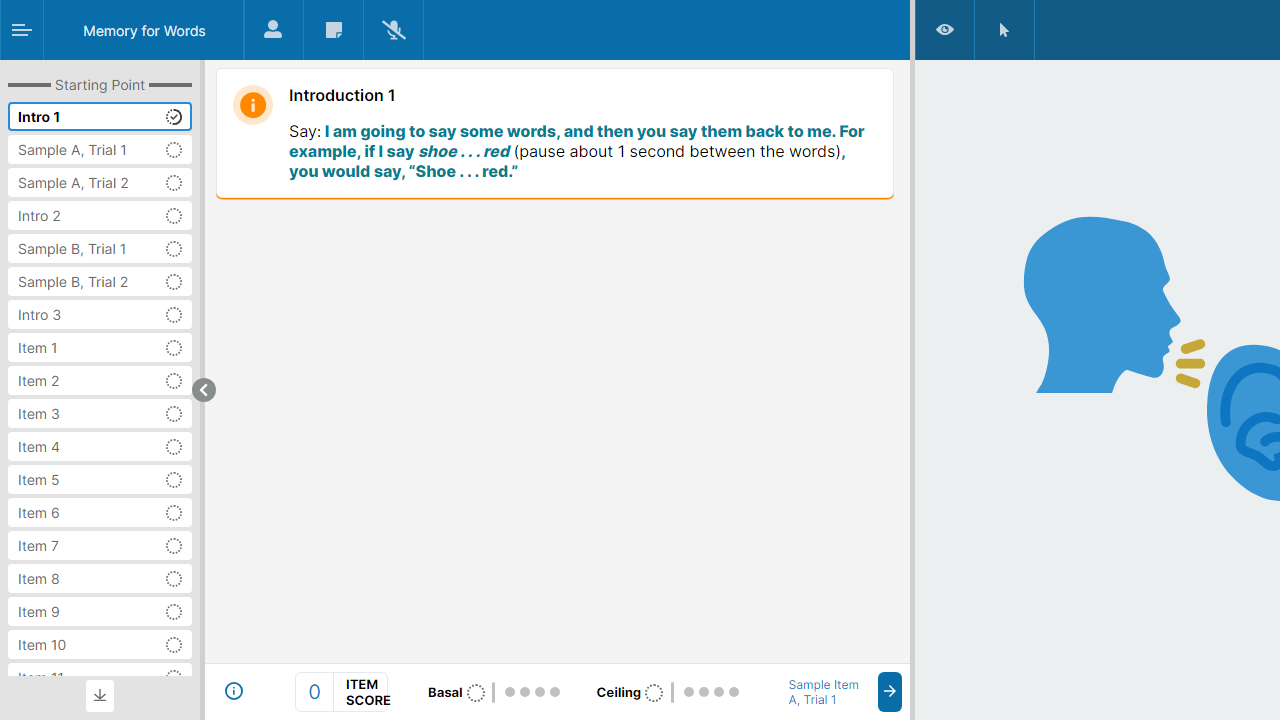 Memory for Words
Starting Point
Intro 1
Sample A, Trial 1
Sample A, Trial 2
Intro 2
Sample B, Trial 1
Sample B, Trial 2
Intro 3
Item 1
Item 2
Item 3
Item 4
Item 5
Item 6
Item 7
Item 8
Item 9
Item 10
Item 11
Introduction 1
Say: I am going to say some words, and then you say them back to me. For
example, if I say shoe . . . red (pause about 1 second between the words),
you would say, “Shoe . . . red.”
0
ITEM
SCORE
Basal
Ceiling
Sample Item
A, Trial 1